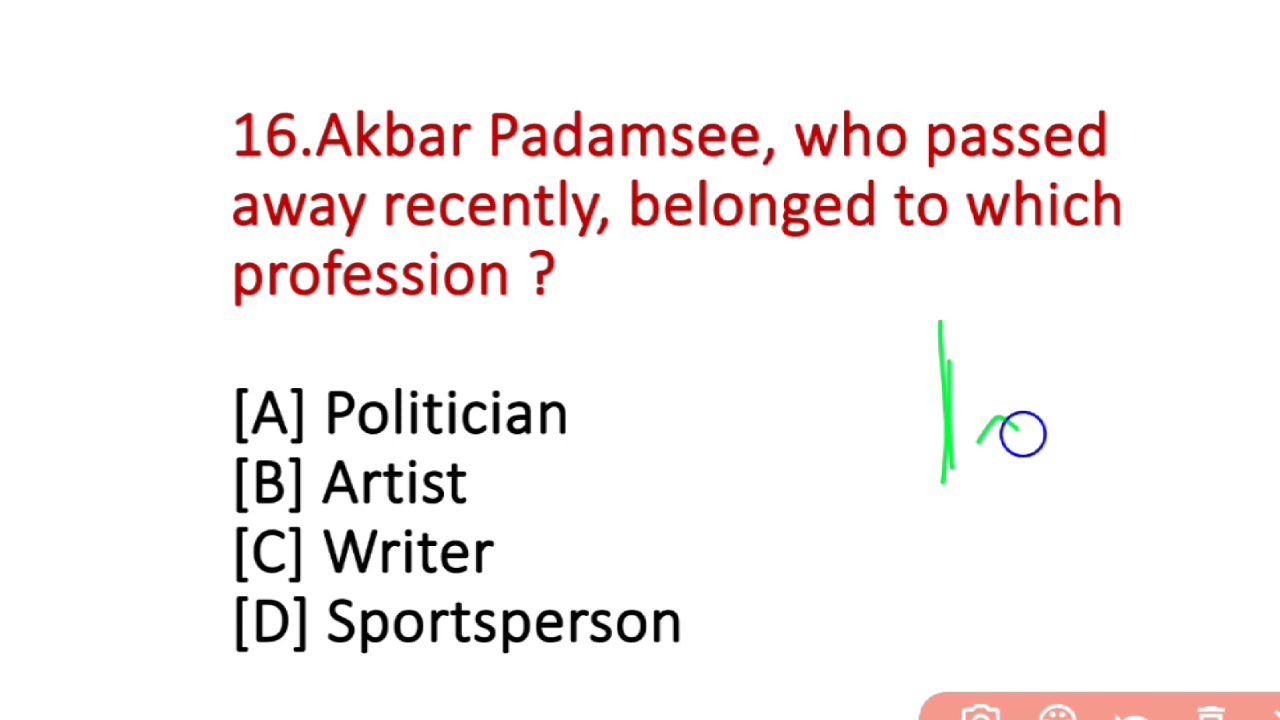 16.Akbar Padamsee, who passed
away recently, belonged to which
profession ?
[A] Politician
[B] Artist
[C] Writer
[D] Sportsperson